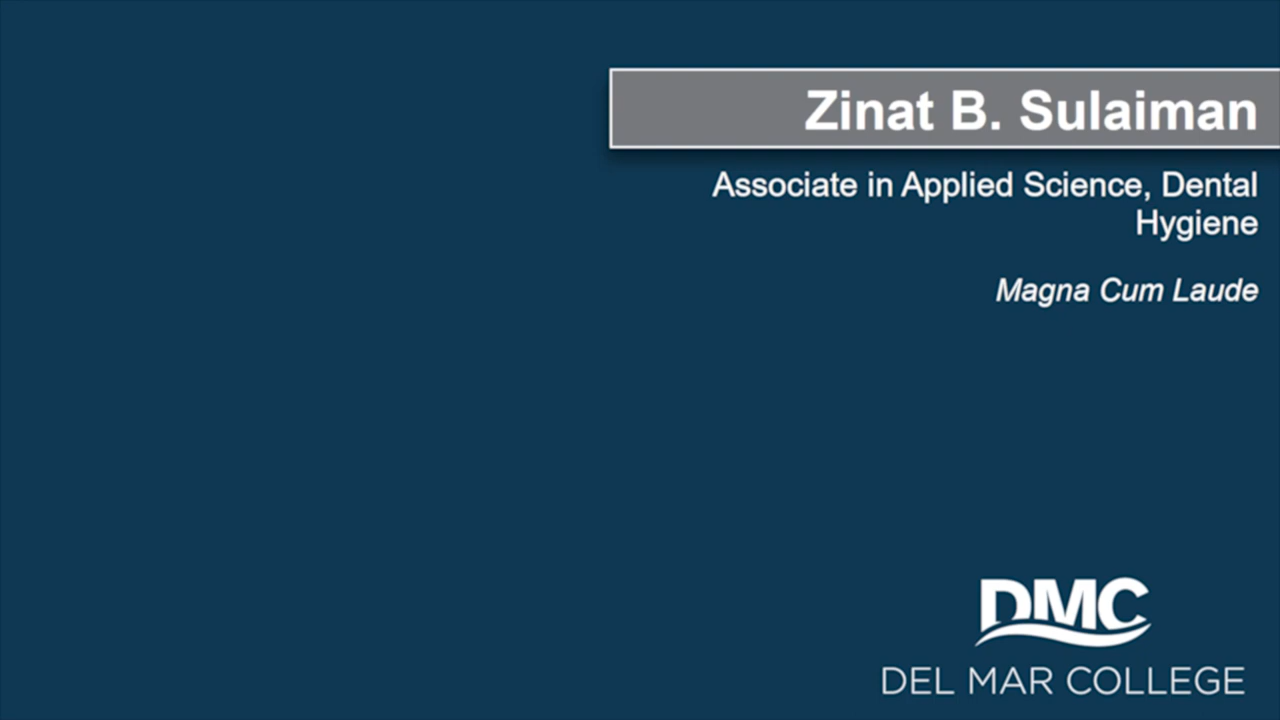 Zinat B. Sulaiman
Associate in Applied Science, Dental
Hygiene
Magna Cum Laude
DMC
DEL MAR COLLEGE